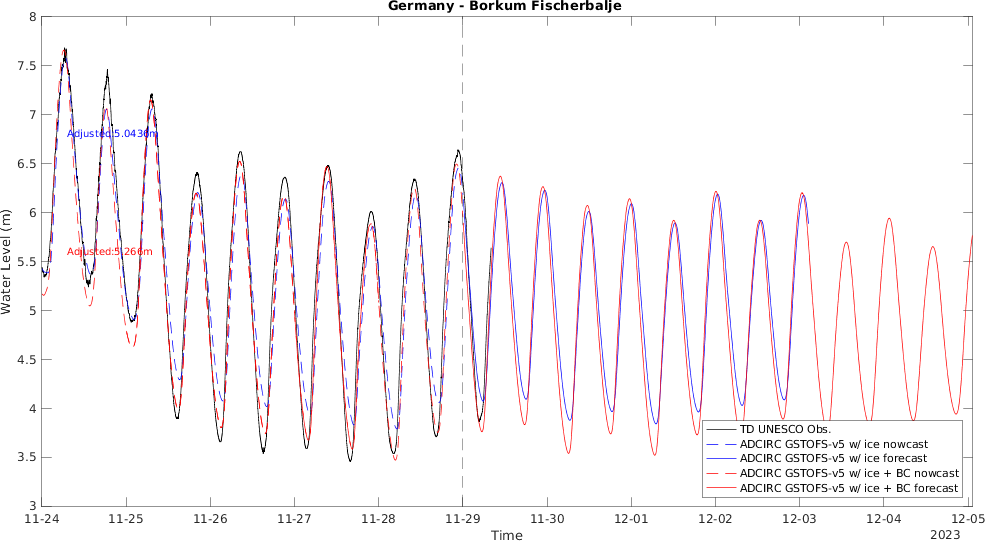 Germany - Borkum Fischerbalje
8
7.5
7
6.5
6
5.5
5
4.5
4
3.5
3
Water Level (m)
Adjusted:5.0436m
Adjusted:5.266m
TD UNESCO Obs.
ADCIRC GSTOFS-v5 w/ ice nowcast
ADCIRC GSTOFS-v5 w/ ice forecast
ADCIRC GSTOFS-v5 w/ ice + BC nowcast
ADCIRC GSTOFS-v5 w/ ice + BC forecast
11-24 11-25 11-26 11-27 11-28 11-29 11-30 12-01 12-02 12-03 12-04 12-05
Time
2023